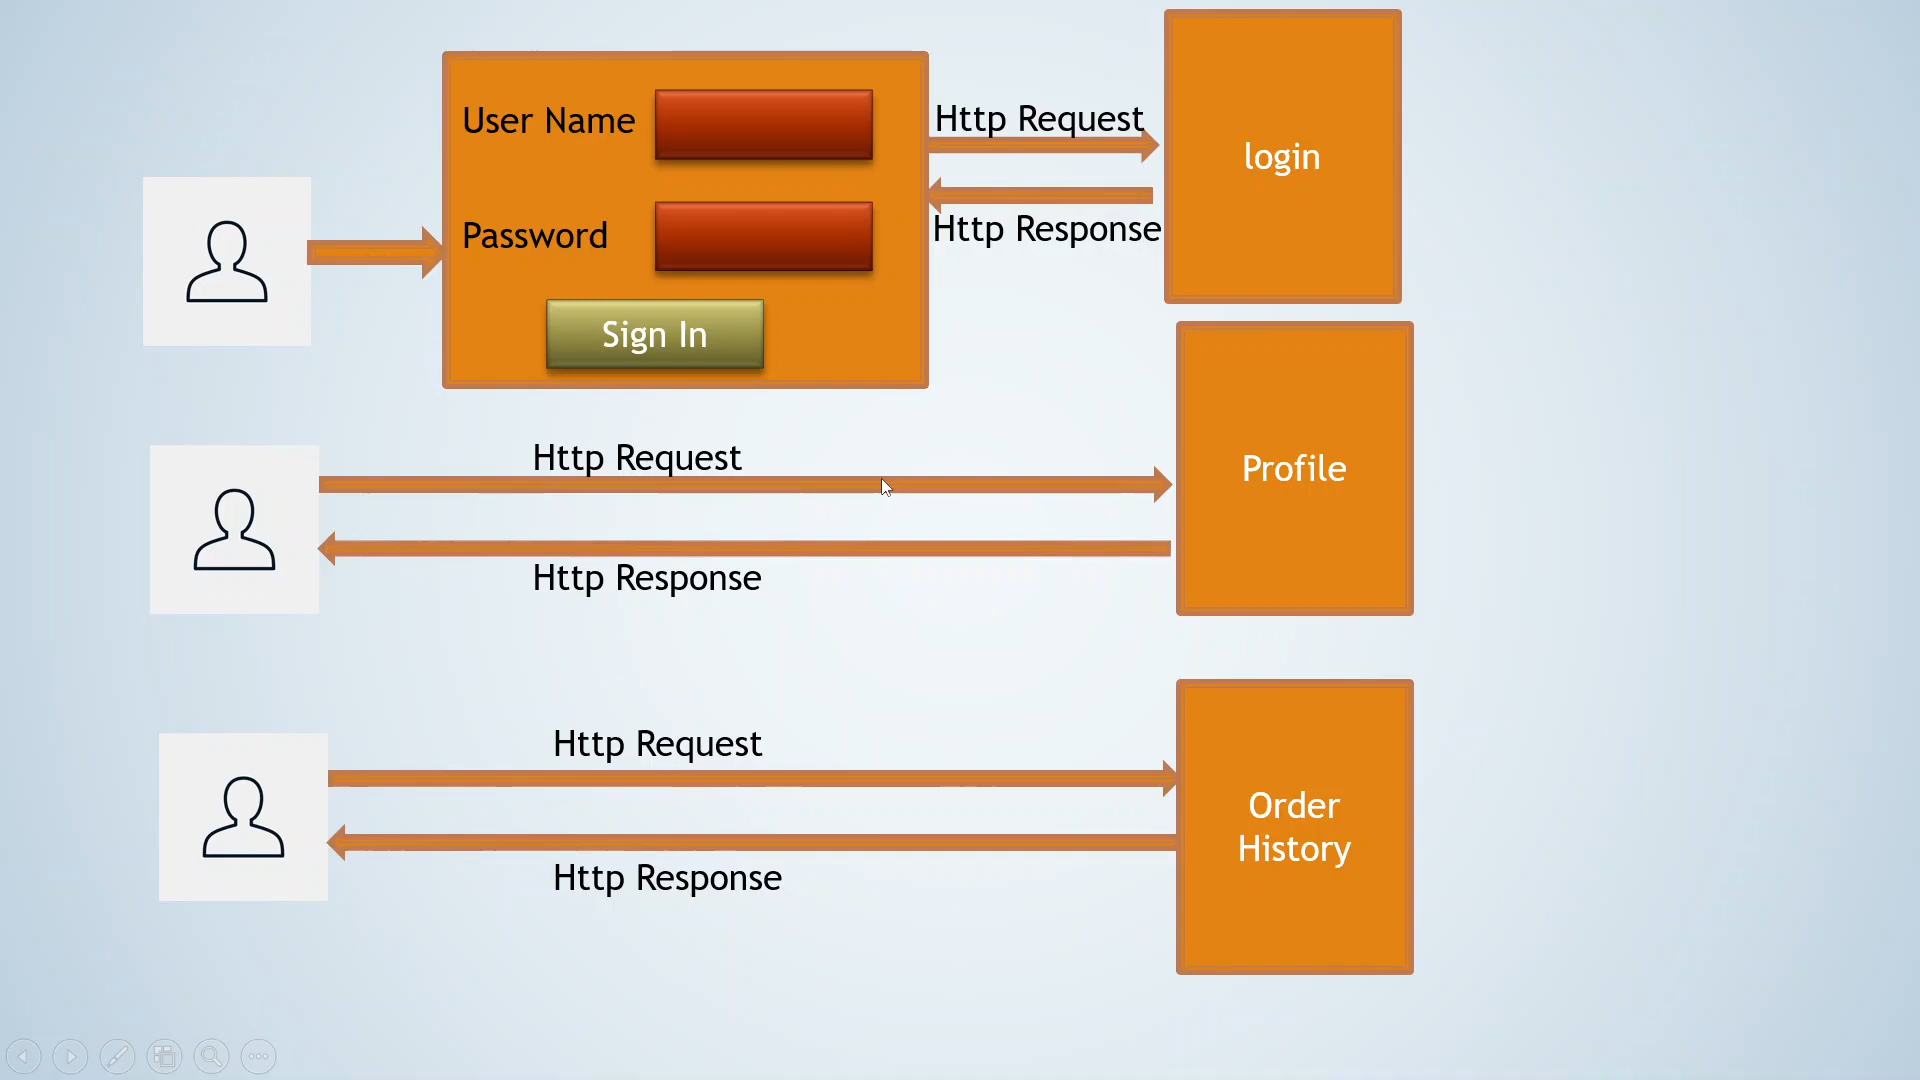 User Name
Password
Sign In
Http Request
Http Response
login
Http Request
Http Response
Profile
Http Request
Http Response
Order
History